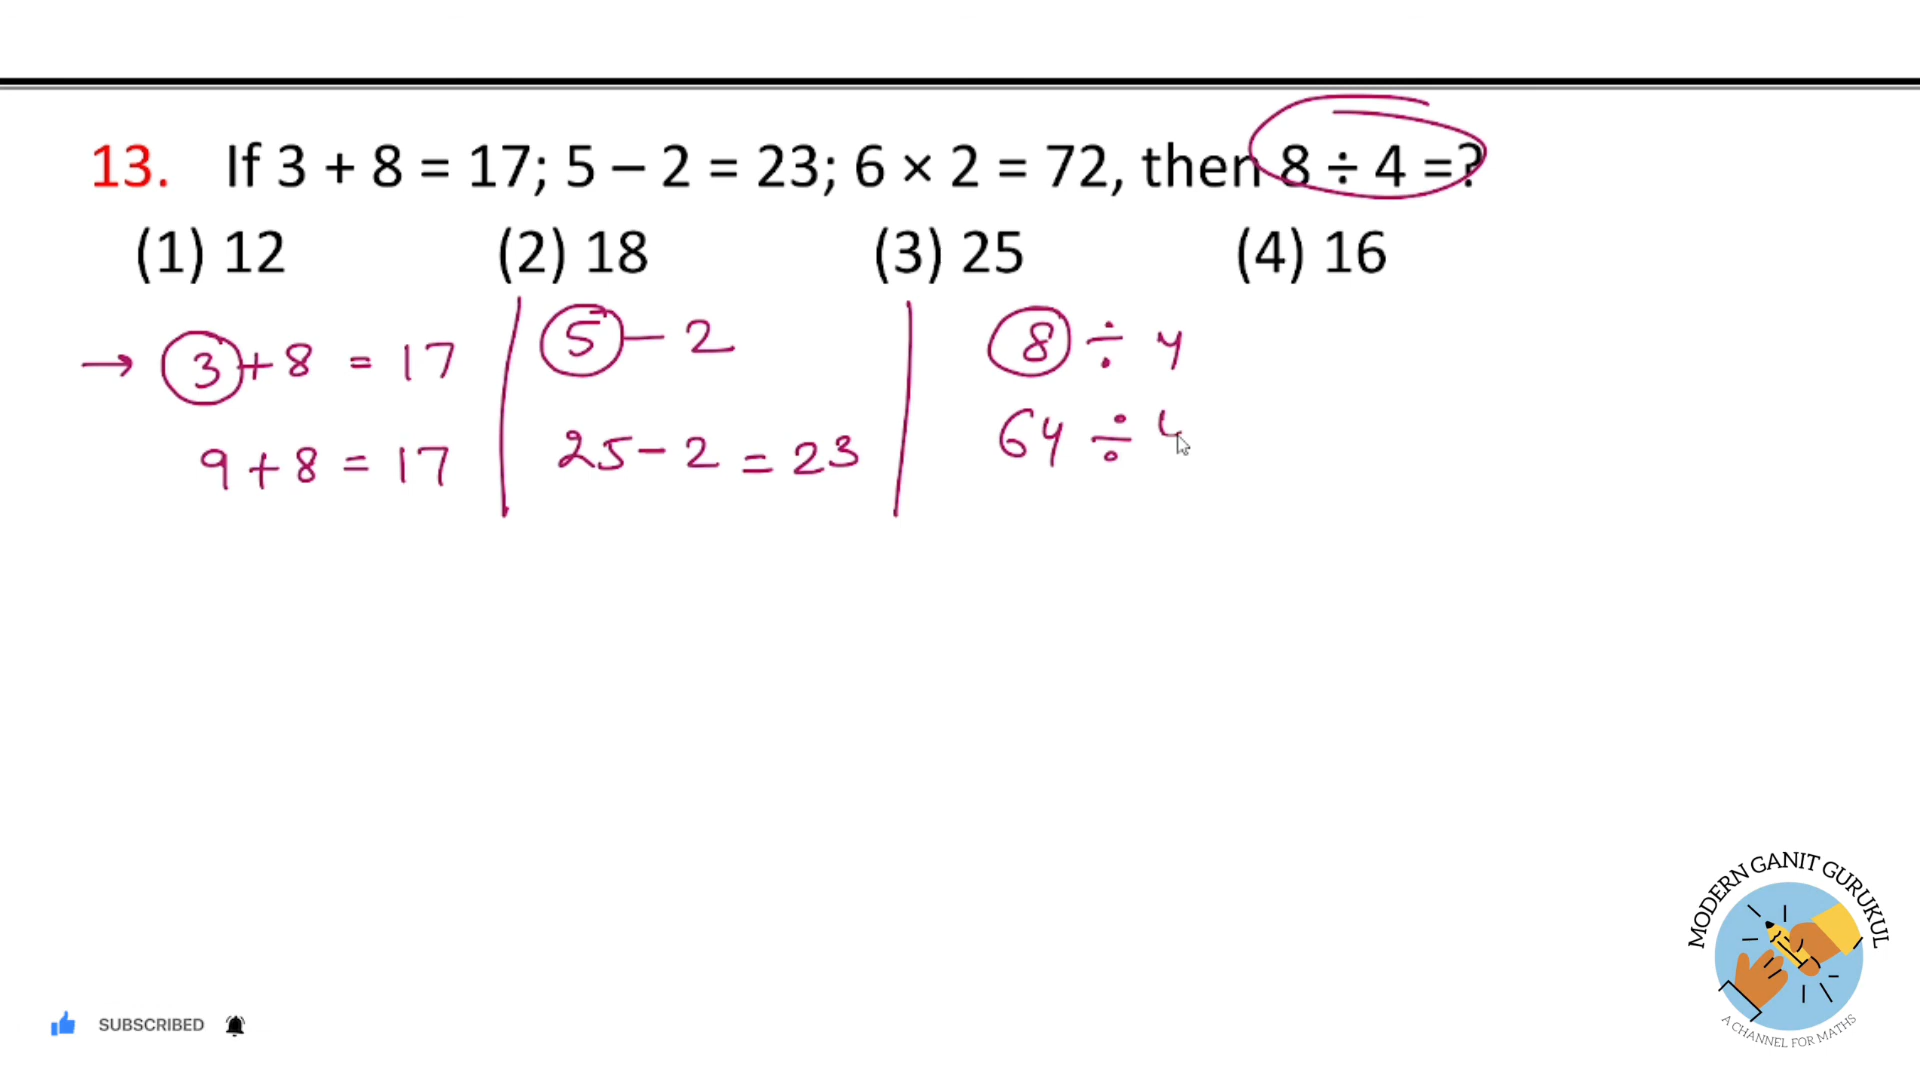 13. If 3 + 8 = 17; 5 – 2 = 23; 6 × 2 = 72, then 8 ÷ 4 =?
(1) 12 (2) 18 (3) 25 (4) 16
→ 3 + 8 = 17
9 + 8 = 17
5 – 2
25 – 2 = 23
8 ÷ 4
64 ÷ 4
MODERN GANIT GURUKUL
A CHANNEL FOR MATHS
SUBSCRIBED